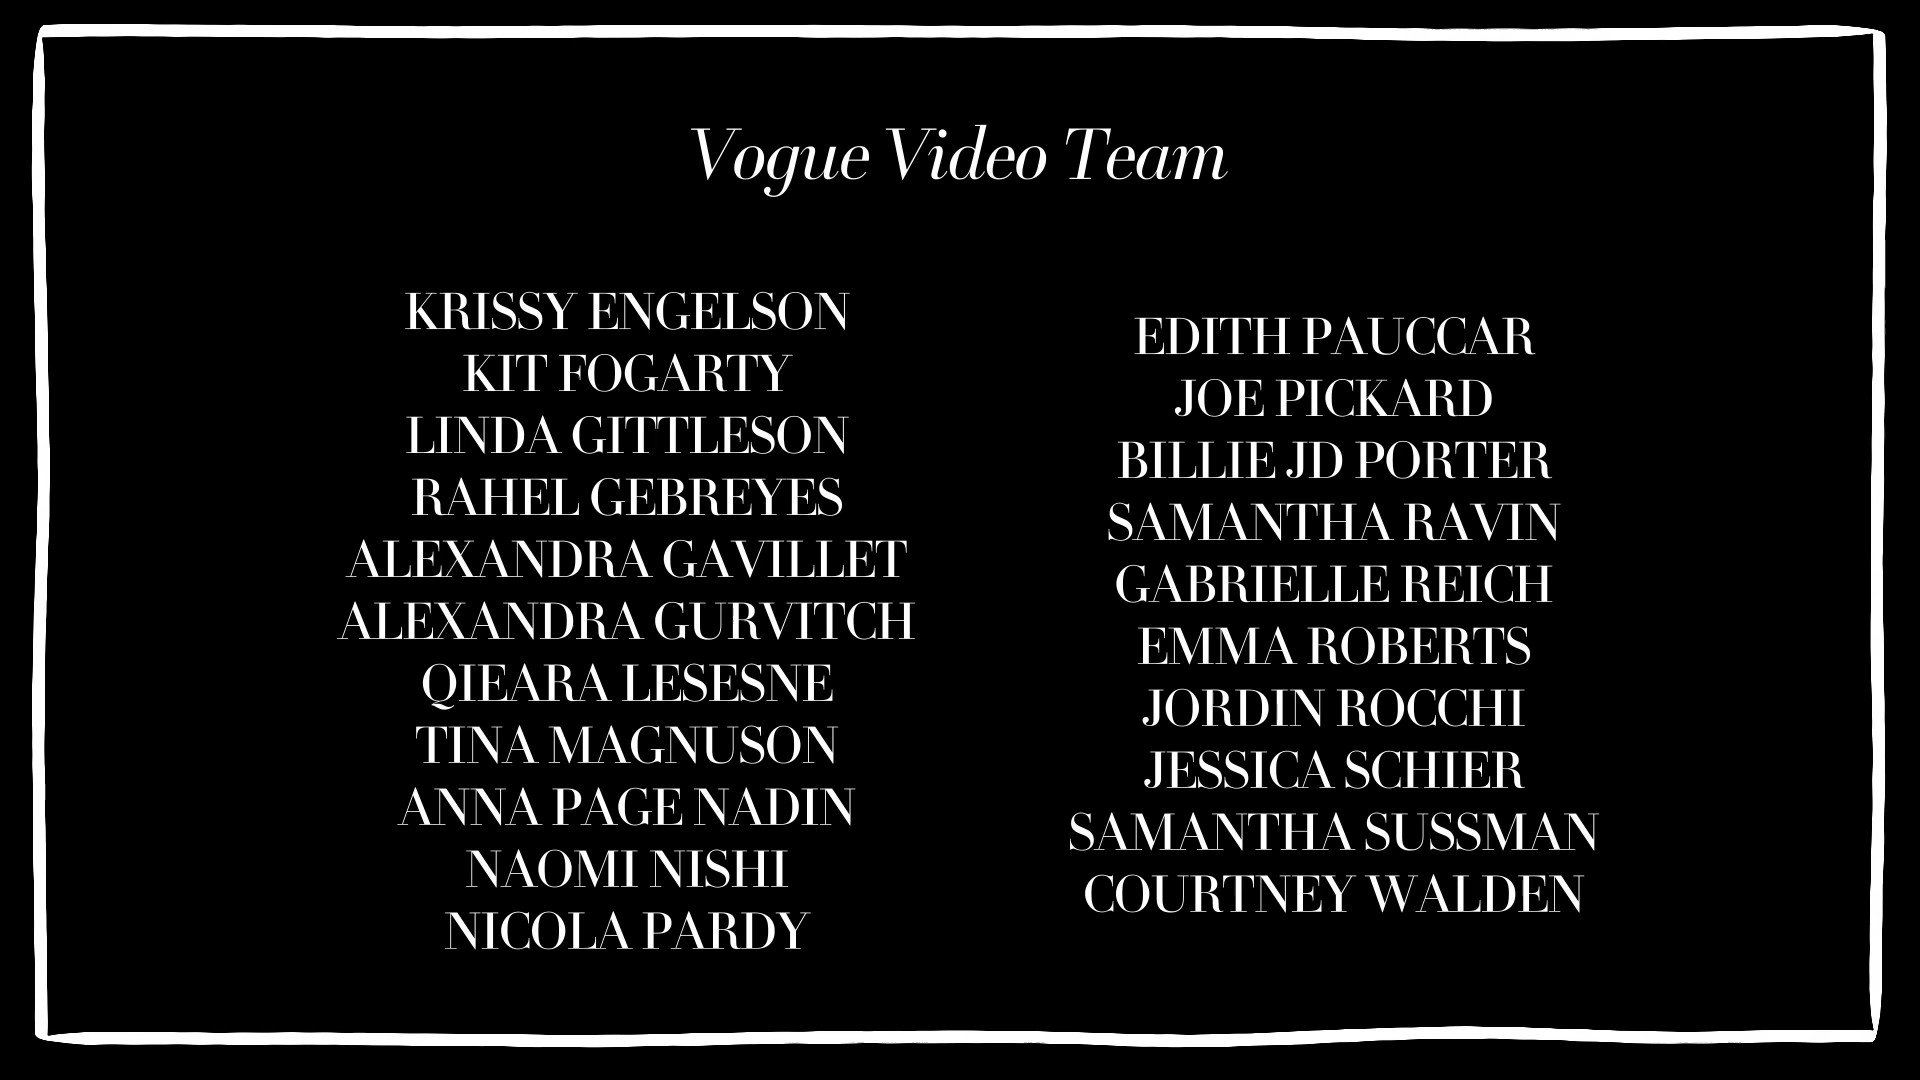 Vogue Video Team
KRISSY ENGELSON
KIT FOGARTY
LINDA GITTLESON
RAHEL GEBREYES
ALEXANDRA GAVILLET
ALEXANDRA GURVITCH
QIEARA LESESNE
TINA MAGNUSON
ANNA PAGE NADIN
NAOMI NISHI
NICOLA PARDY
EDITH PAUCCAR
JOE PICKARD
BILLIE JD PORTER
SAMANTHA RAVIN
GABRIELLE REICH
EMMA ROBERTS
JORDIN ROCCHI
JESSICA SCHIER
SAMANTHA SUSSMAN
COURTNEY WALDEN